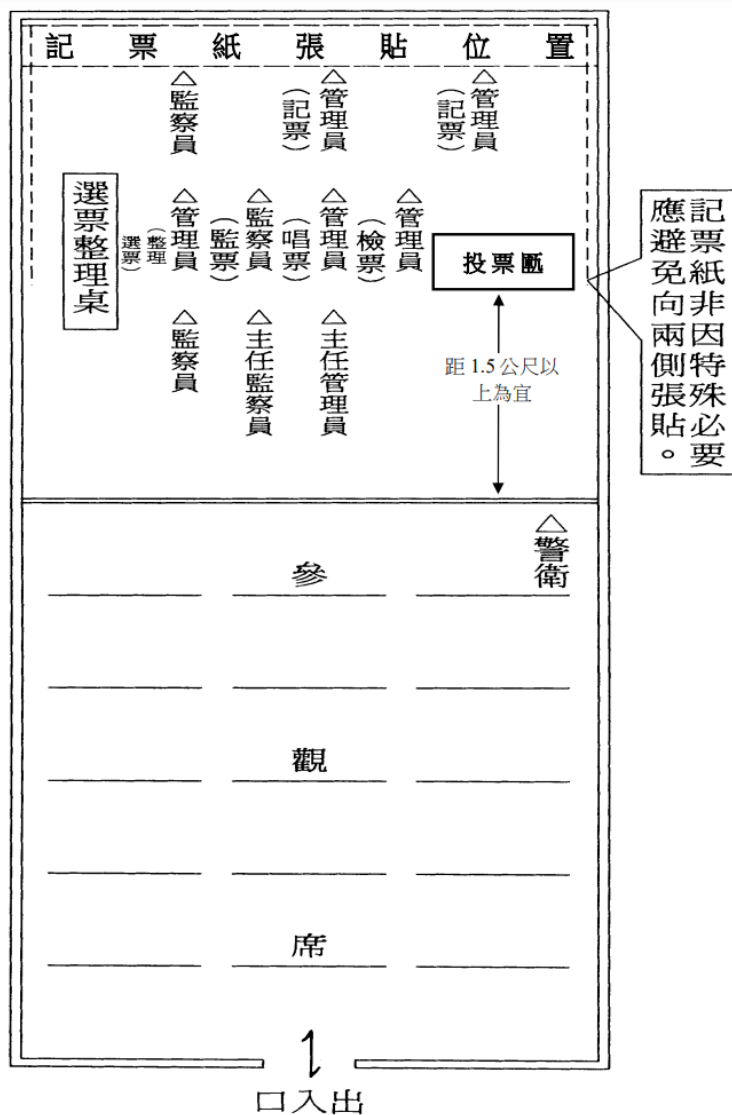 記票紙張貼位置
△管理員
（記票）
△管理員
（記票）
△監察員
△管理員
（檢票）
△管理員
（唱票）
△監察員
（監票）
△管理員
（整理
選票）
選票整理桌
投票匭
△主任管理員
△主任監察員
△監察員
距 1.5 公尺以
上為宜
記票紙非因特殊必要
應避免向兩側張貼。
△警衛
參
觀
席
口入出